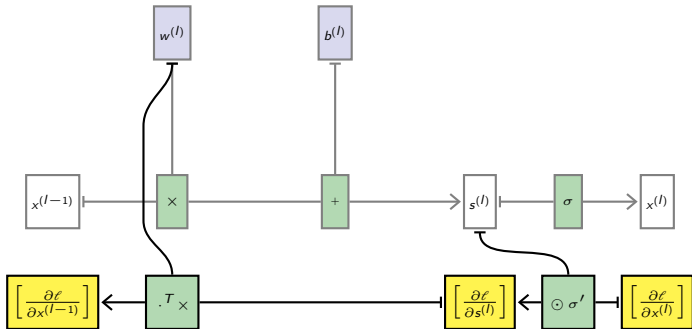 w^(l) b^(l)
x^(l−1) × + s^(l) σ x^(l)
[∂ℓ/∂x^(l−1)] ·^T × [∂ℓ/∂s^(l)] ⊙ σ′ [∂ℓ/∂x^(l)]